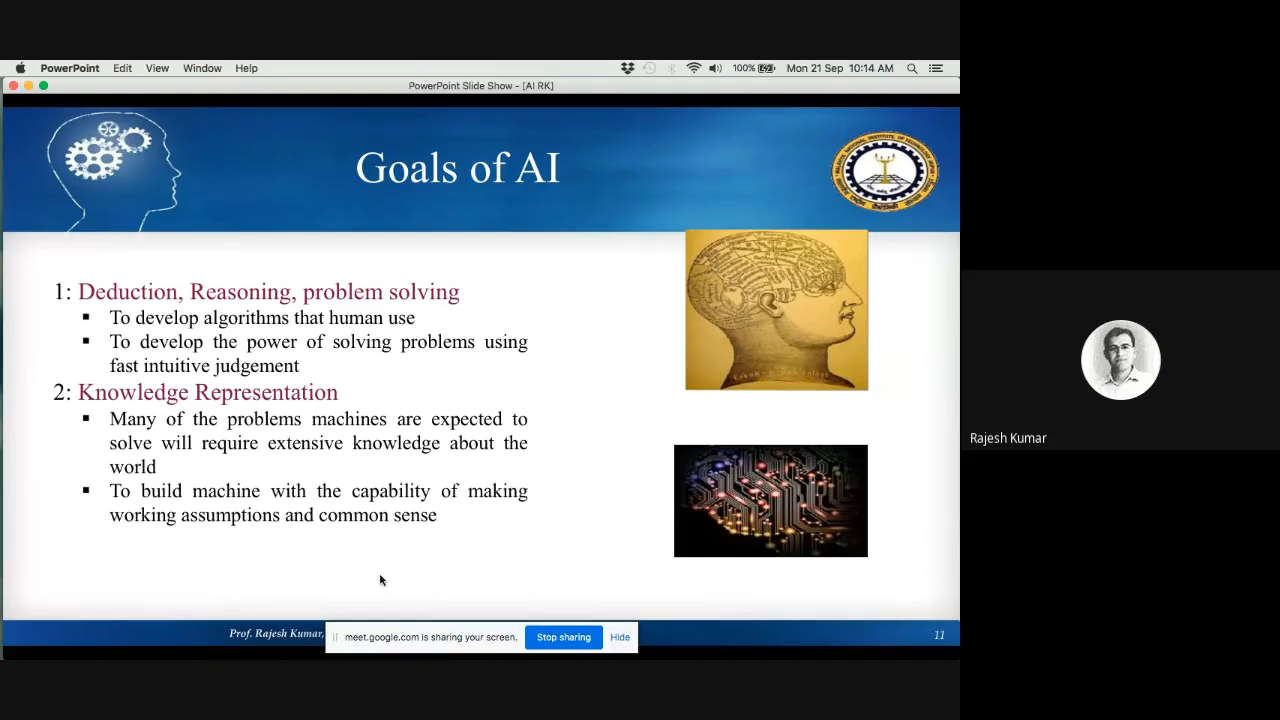 PowerPoint Edit View Window Help 100% Mon 21 Sep 10:14 AM
PowerPoint Slide Show - [AI RK]
Goals of AI
1: Deduction, Reasoning, problem solving
▪ To develop algorithms that human use
▪ To develop the power of solving problems using
fast intuitive judgement
2: Knowledge Representation
▪ Many of the problems machines are expected to
solve will require extensive knowledge about the
world
▪ To build machine with the capability of making
working assumptions and common sense
Rajesh Kumar
Prof. Rajesh Kumar,
meet.google.com is sharing your screen. Stop sharing Hide
11